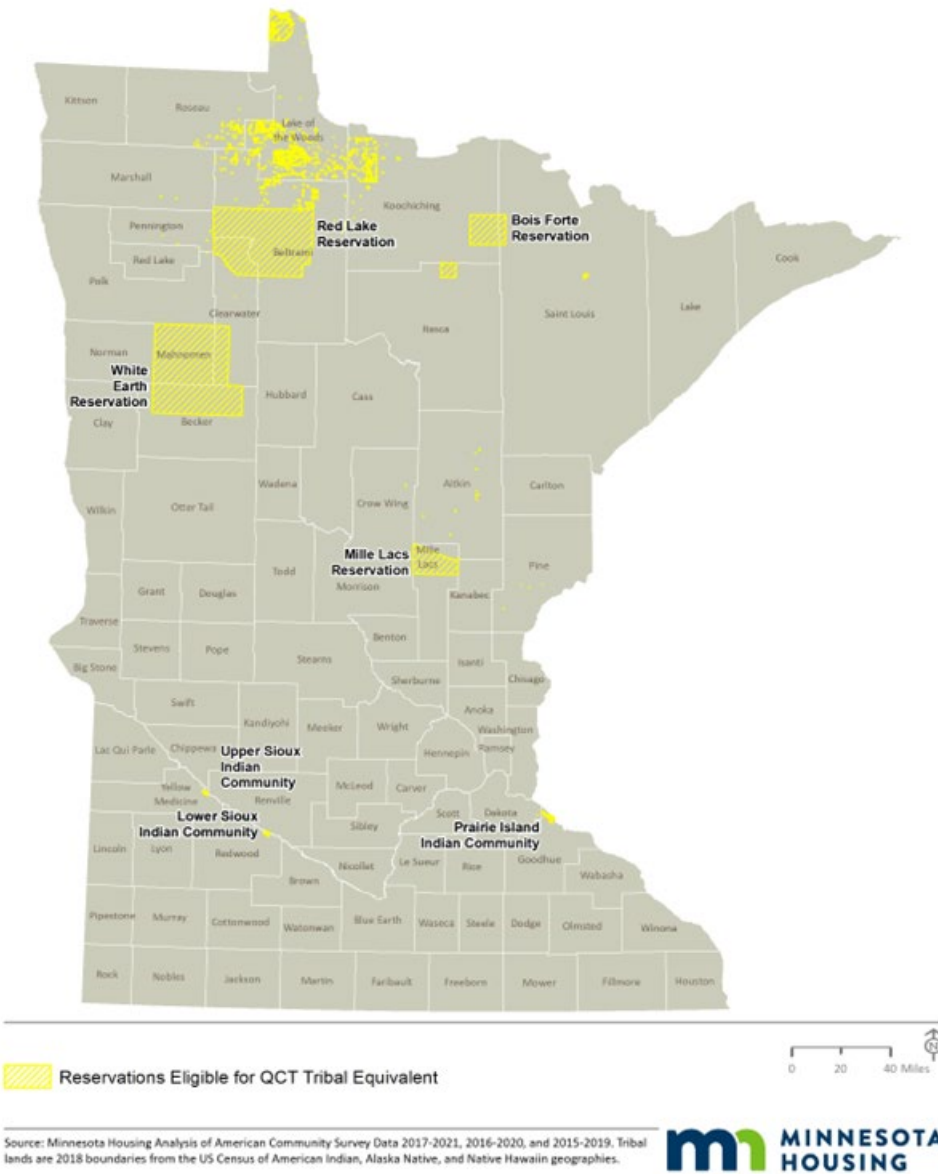 Kittson
Roseau
Lake of
the Woods
Marshall
Koochiching
Pennington
Red Lake
Reservation
Bois Forte
Reservation
Beltrami
Red Lake
Cook
Polk
Clearwater
Saint Louis
Lake
Itasca
Norman
Mahnomen
White
Earth
Reservation
Hubbard
Cass
Clay
Becker
Wadena
Aitkin
Carlton
Crow Wing
Wilkin
Otter Tail
Mille Lacs
Reservation
Mille
Lacs
Pine
Todd
Morrison
Grant
Douglas
Kanabec
Traverse
Benton
Stevens
Pope
Stearns
Isanti
Big Stone
Sherburne
Chisago
Swift
Anoka
Kandiyohi
Meeker
Wright
Washington
Lac Qui Parle
Chippewa
Upper Sioux
Indian
Community
Hennepin
Ramsey
Yellow
Medicine
Renville
McLeod
Carver
Lower Sioux
Indian Community
Scott
Dakota
Sibley
Prairie Island
Indian Community
Lincoln
Lyon
Redwood
Nicollet
Le Sueur
Rice
Goodhue
Wabasha
Brown
Pipestone
Murray
Cottonwood
Watonwan
Blue Earth
Waseca
Steele
Dodge
Olmsted
Winona
Rock
Nobles
Jackson
Martin
Faribault
Freeborn
Mower
Fillmore
Houston
N
0 20 40 Miles
Reservations Eligible for QCT Tribal Equivalent
Source: Minnesota Housing Analysis of American Community Survey Data 2017-2021, 2016-2020, and 2015-2019. Tribal
lands are 2018 boundaries from the US Census of American Indian, Alaska Native, and Native Hawaiin geographies.
MINNESOTA
HOUSING